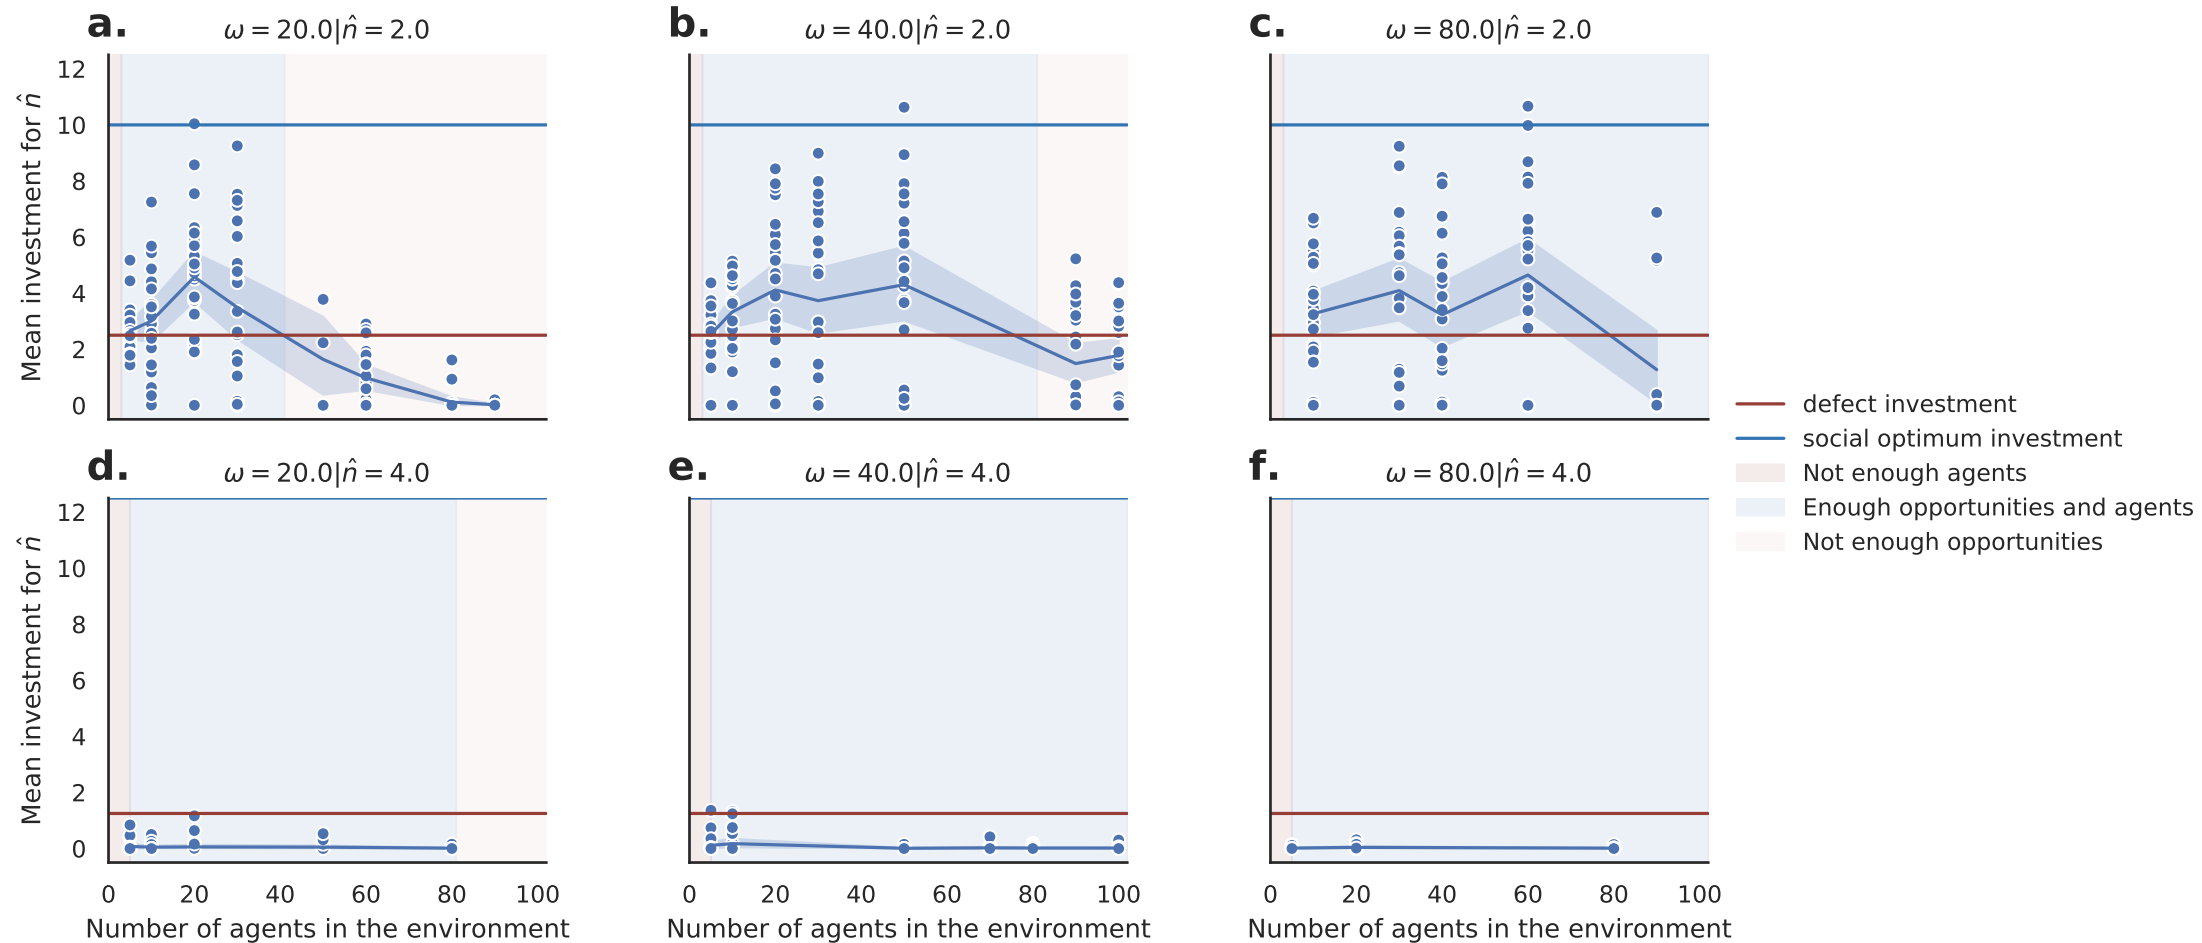 a.
ω = 20.0|n̂ = 2.0
b.
ω = 40.0|n̂ = 2.0
c.
ω = 80.0|n̂ = 2.0
Mean investment for n̂
12
10
8
6
4
2
0
defect investment
social optimum investment
Not enough agents
Enough opportunities and agents
Not enough opportunities
d.
ω = 20.0|n̂ = 4.0
e.
ω = 40.0|n̂ = 4.0
f.
ω = 80.0|n̂ = 4.0
Mean investment for n̂
12
10
8
6
4
2
0
0 20 40 60 80 100
0 20 40 60 80 100
0 20 40 60 80 100
Number of agents in the environment
Number of agents in the environment
Number of agents in the environment